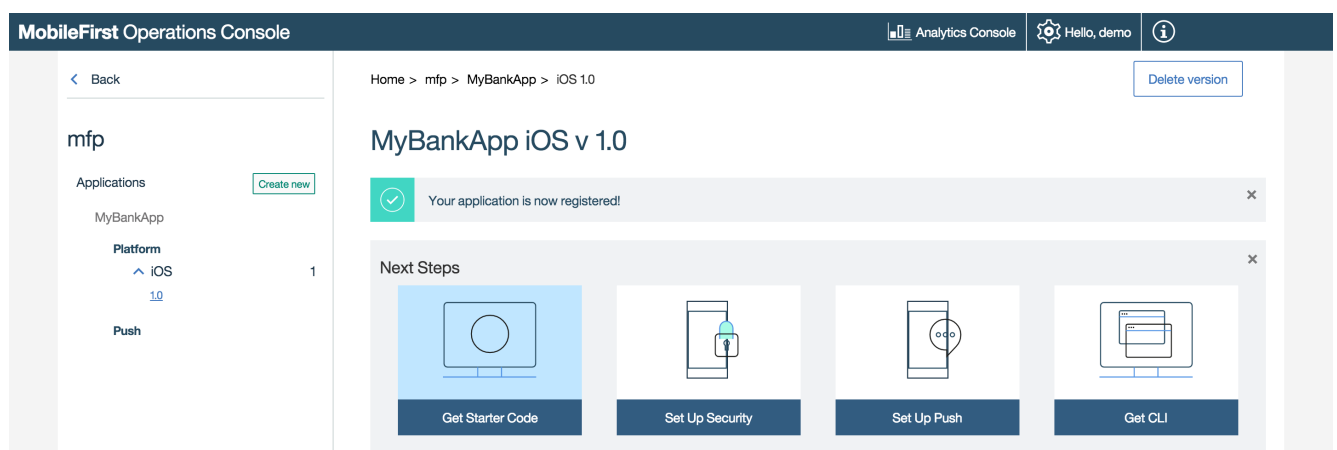 MobileFirst Operations Console
Analytics Console
Hello, demo
Back
Home > mfp > MyBankApp > iOS 1.0
Delete version
mfp
MyBankApp iOS v 1.0
Applications
Create new
Your application is now registered!
MyBankApp
Platform
iOS 1
1.0
Push
Next Steps
Get Starter Code
Set Up Security
Set Up Push
Get CLI